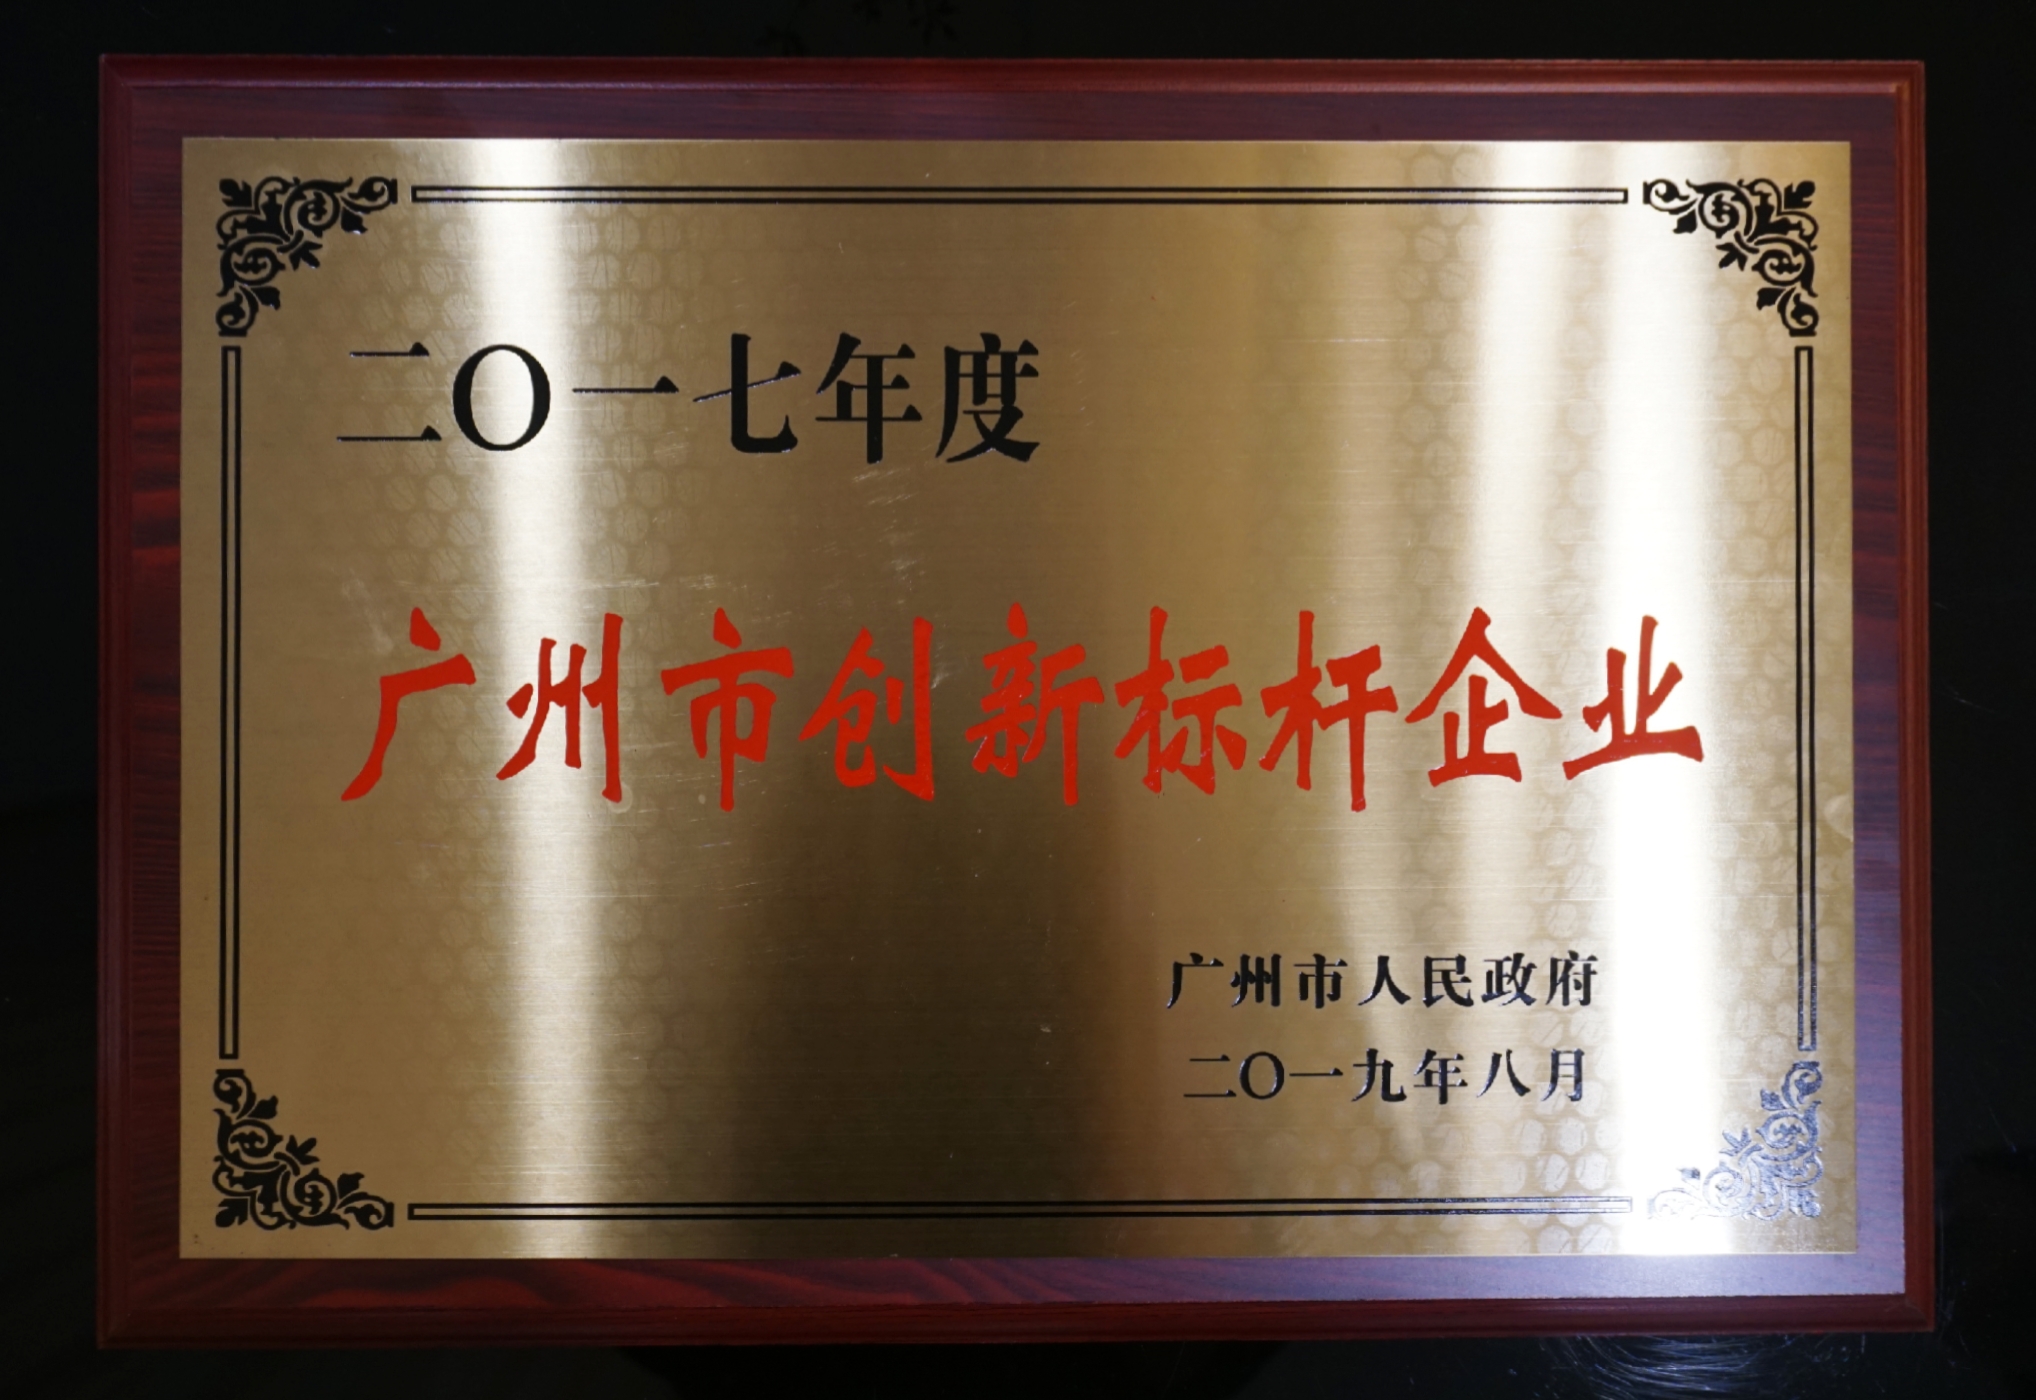 二〇一七年度
广州市创新标杆企业
广州市人民政府
二〇一九年八月